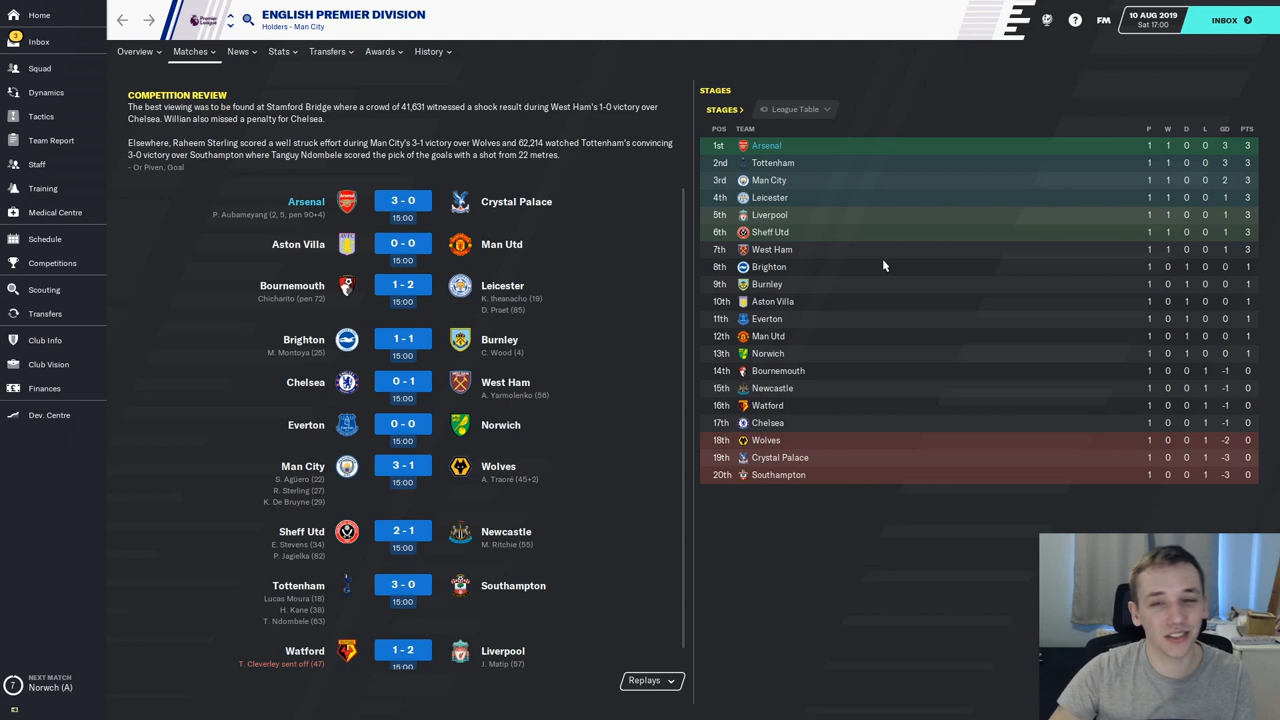 Home
ENGLISH PREMIER DIVISION
Holders - Man City
FM
10 AUG 2019
Sat 17:00
INBOX
3
Inbox
Squad
Dynamics
Tactics
Team Report
Staff
Training
Medical Centre
Schedule
Competitions
Scouting
Transfers
Club Info
Club Vision
Finances
Dev. Centre
7
NEXT MATCH
Norwch (A)
Overview
Matches
News
Stats
Transfers
Awards
History
COMPETITION REVIEW
The best viewing was to be found at Stamford Bridge where a crowd of 41,631 witnessed a shock result during West Ham's 1-0 victory over
Chelsea. Willian also missed a penalty for Chelsea.
Elsewhere, Raheem Sterling scored a well struck effort during Man City's 3-1 victory over Wolves and 62,214 watched Tottenham's convincing
3-0 victory over Southampton where Tanguy Ndombele scored the pick of the goals with a shot from 22 metres.
- Or Piven, Goal
Arsenal 3 - 0 Crystal Palace
P. Aubameyang (2, 5, pen 90+4) 15:00
Aston Villa 0 - 0 Man Utd
15:00
Bournemouth 1 - 2 Leicester
Chicharito (pen 72) 15:00 K. Iheanacho (19)
D. Praet (85)
Brighton 1 - 1 Burnley
M. Montoya (25) 15:00 C. Wood (4)
Chelsea 0 - 1 West Ham
15:00 A. Yarmolenko (56)
Everton 0 - 0 Norwich
15:00
Man City 3 - 1 Wolves
S. Agüero (22) 15:00 A. Traoré (45+2)
R. Sterling (27)
K. De Bruyne (29)
Sheff Utd 2 - 1 Newcastle
E. Stevens (34) 15:00 M. Ritchie (55)
P. Jagielka (82)
Tottenham 3 - 0 Southampton
Lucas Moura (18) 15:00
H. Kane (38)
T. Ndombele (63)
Watford 1 - 2 Liverpool
T. Cleverley sent off (47) 15:00 J. Matip (57)
Replays
STAGES
STAGES > League Table
POS TEAM P W D L GD PTS
1st Arsenal 1 1 0 0 3 3
2nd Tottenham 1 1 0 0 3 3
3rd Man City 1 1 0 0 2 3
4th Leicester 1 1 0 0 1 3
5th Liverpool 1 1 0 0 1 3
6th Sheff Utd 1 1 0 0 1 3
7th West Ham 1 1 0 0 1 3
8th Brighton 1 0 1 0 0 1
9th Burnley 1 0 1 0 0 1
10th Aston Villa 1 0 1 0 0 1
11th Everton 1 0 1 0 0 1
12th Man Utd 1 0 1 0 0 1
13th Norwich 1 0 1 0 0 1
14th Bournemouth 1 0 0 1 -1 0
15th Newcastle 1 0 0 1 -1 0
16th Watford 1 0 0 1 -1 0
17th Chelsea 1 0 0 1 -1 0
18th Wolves 1 0 0 1 -2 0
19th Crystal Palace 1 0 0 1 -3 0
20th Southampton 1 0 0 1 -3 0